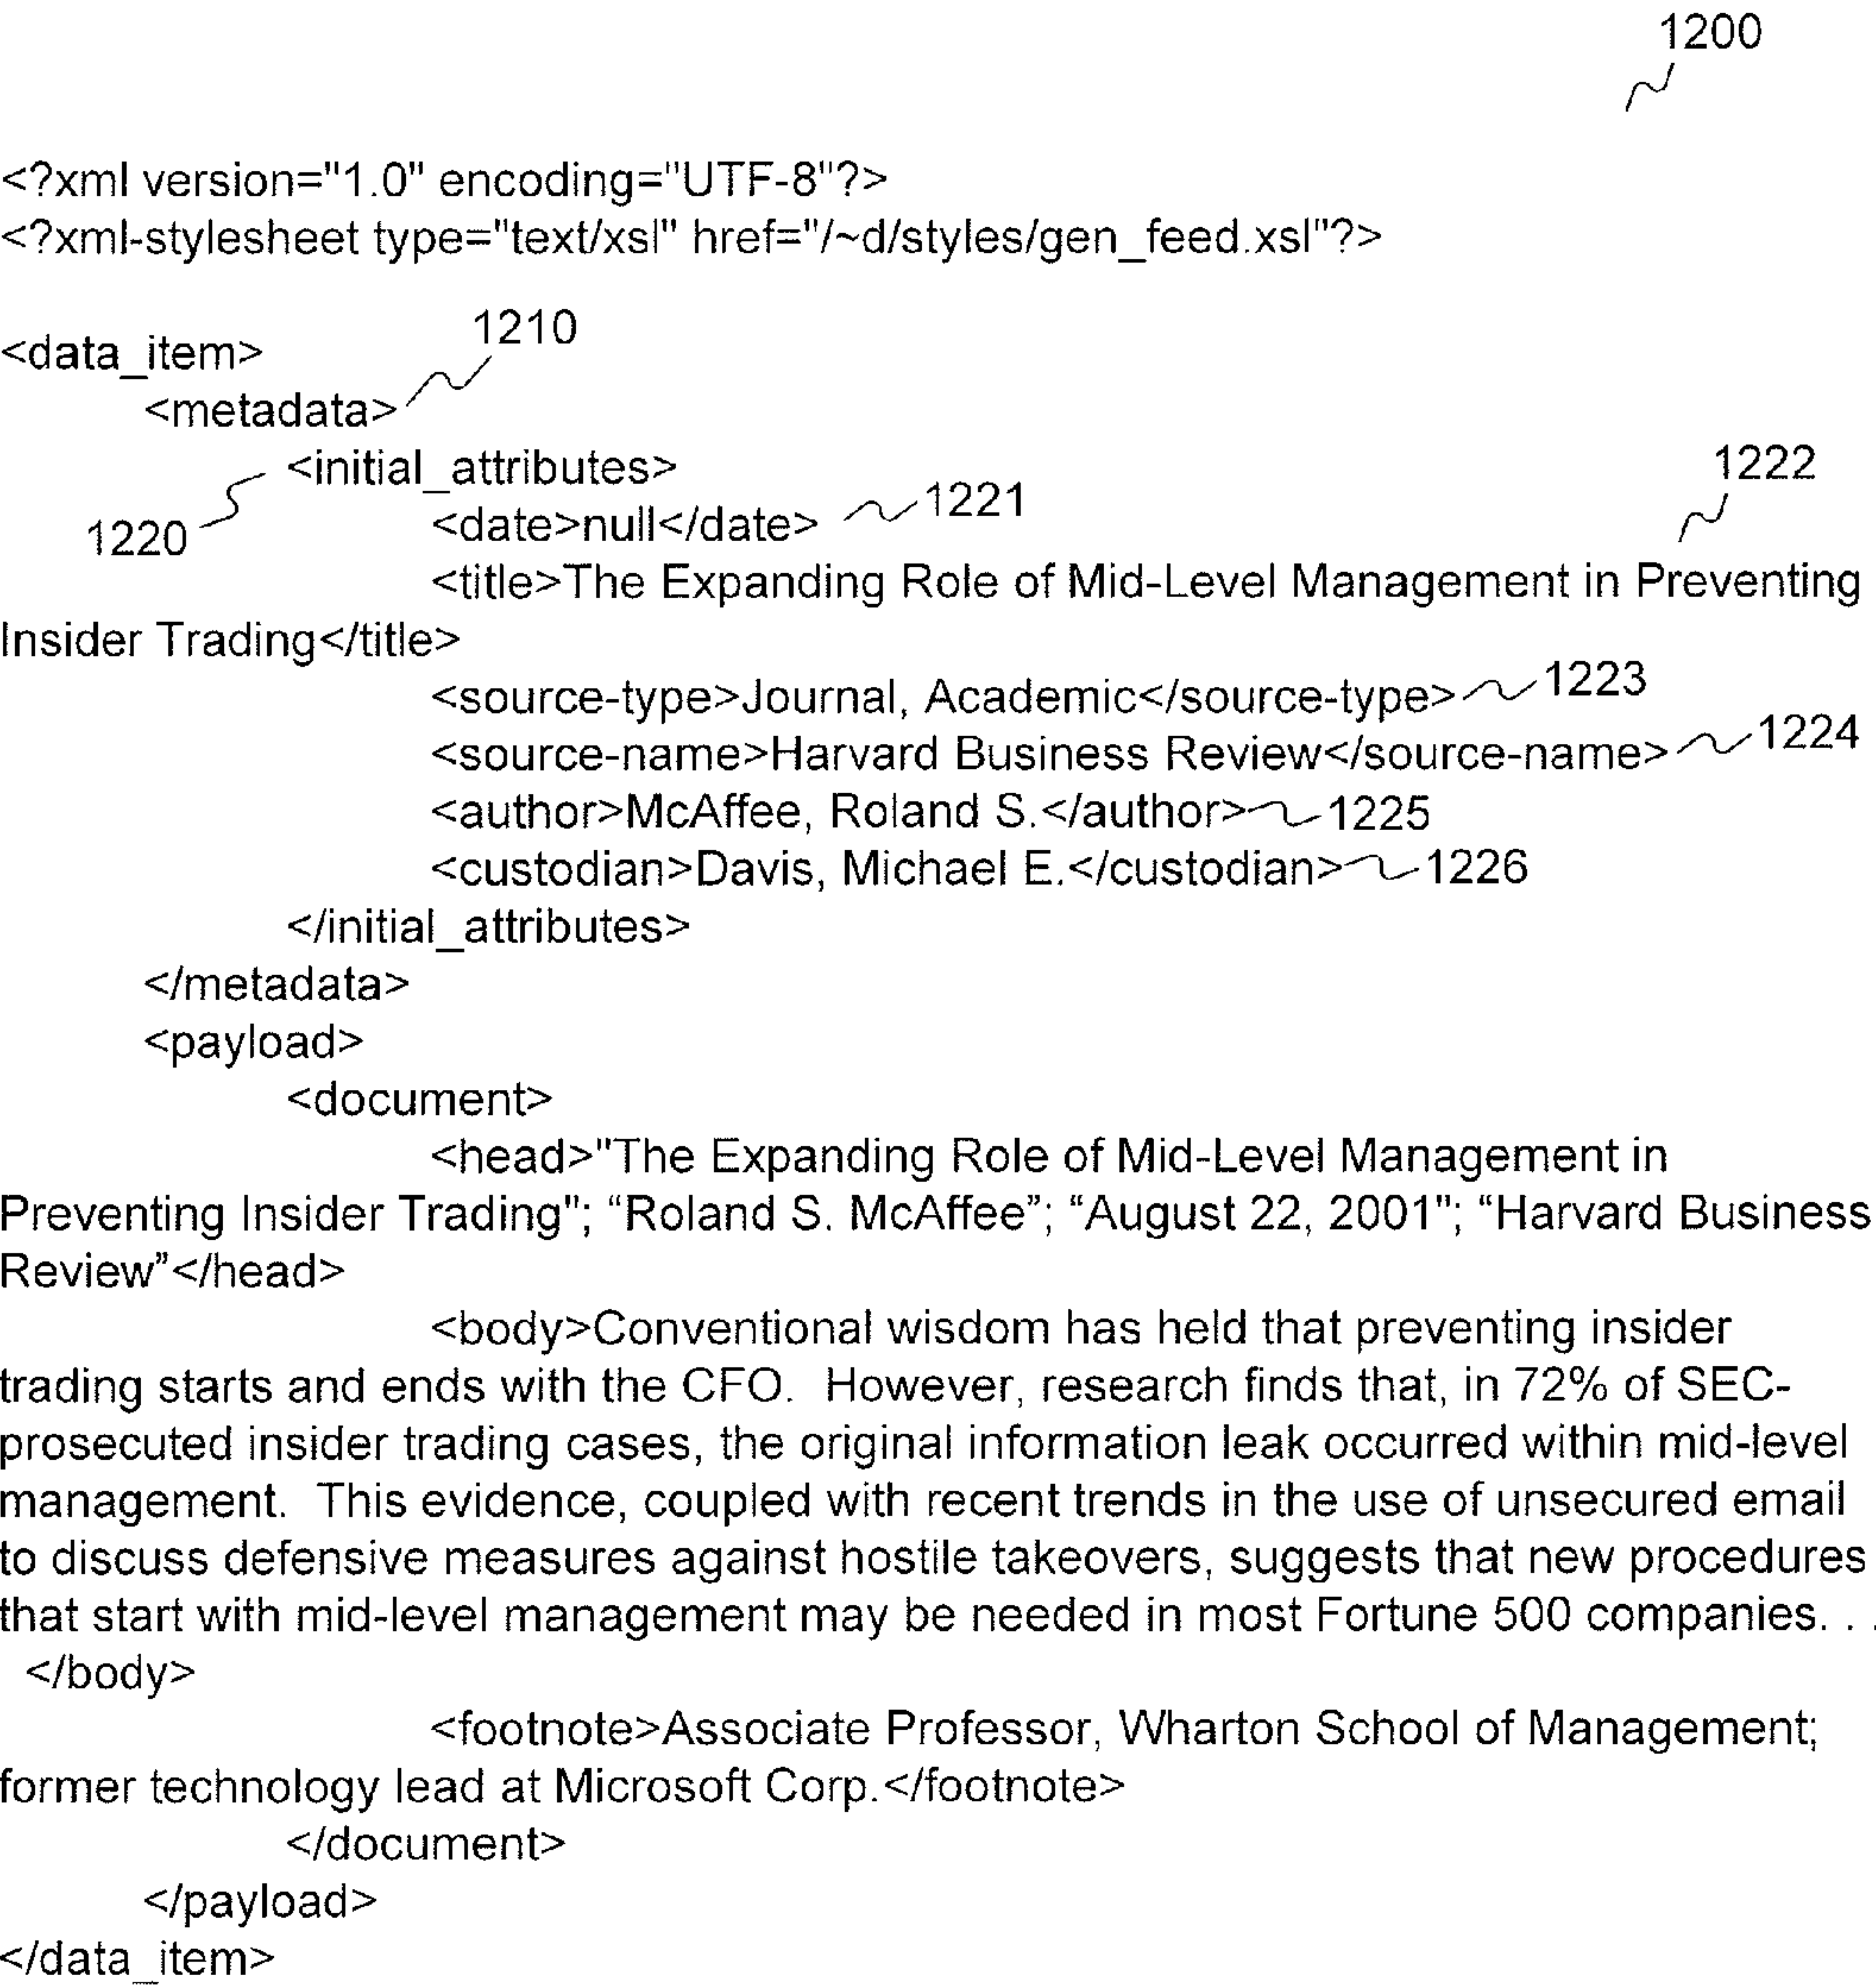 1200
<?xml version="1.0" encoding="UTF-8"?>
<?xml-stylesheet type="text/xsl" href="/~d/styles/gen_feed.xsl"?>
<data_item>
1210
<metadata>
<initial_attributes>
1222
1220
<date>null</date>
1221
<title>The Expanding Role of Mid-Level Management in Preventing
Insider Trading</title>
<source-type>Journal, Academic</source-type>
1223
<source-name>Harvard Business Review</source-name>
1224
<author>McAffee, Roland S.</author>
1225
<custodian>Davis, Michael E.</custodian>
1226
</initial_attributes>
</metadata>
<payload>
<document>
<head>"The Expanding Role of Mid-Level Management in
Preventing Insider Trading"; “Roland S. McAffee”; “August 22, 2001"; “Harvard Business
Review”</head>
<body>Conventional wisdom has held that preventing insider
trading starts and ends with the CFO.  However, research finds that, in 72% of SEC-
prosecuted insider trading cases, the original information leak occurred within mid-level
management.  This evidence, coupled with recent trends in the use of unsecured email
to discuss defensive measures against hostile takeovers, suggests that new procedures
that start with mid-level management may be needed in most Fortune 500 companies. . .
</body>
<footnote>Associate Professor, Wharton School of Management;
former technology lead at Microsoft Corp.</footnote>
</document>
</payload>
</data_item>